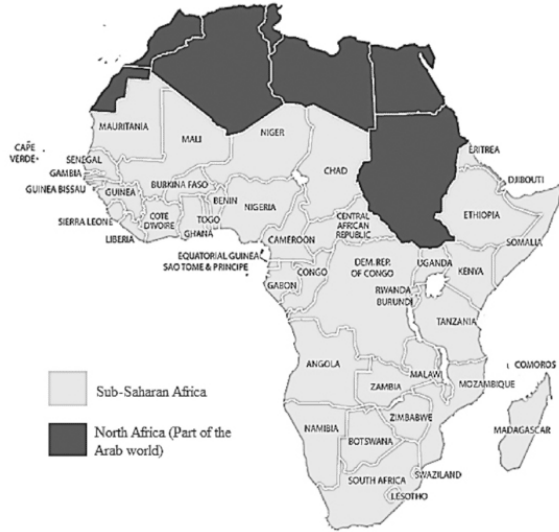 MAURITANIA
MALI
NIGER
CHAD
ERITREA
CAPE
VERDE
SENEGAL
GAMBIA
GUINEA BISSAU
GUINEA
BURKINA FASO
BENIN
NIGERIA
DJIBOUTI
ETHIOPIA
SIERRA LEONE
COTE
D'IVORE
TOGO
GHANA
LIBERIA
CENTRAL
AFRICAN
REPUBLIC
SOMALIA
CAMEROON
EQUATORIAL GUINEA
SAO TOME & PRINCIPE
CONGO
DEM.REP.
OF CONGO
UGANDA
KENYA
GABON
RWANDA
BURUNDI
TANZANIA
ANGOLA
MALAWI
COMOROS
ZAMBIA
MOZAMBIQUE
Sub-Saharan Africa
ZIMBABWE
NAMIBIA
MADAGASCAR
BOTSWANA
North Africa (Part of the
Arab world)
SWAZILAND
SOUTH AFRICA
LESOTHO